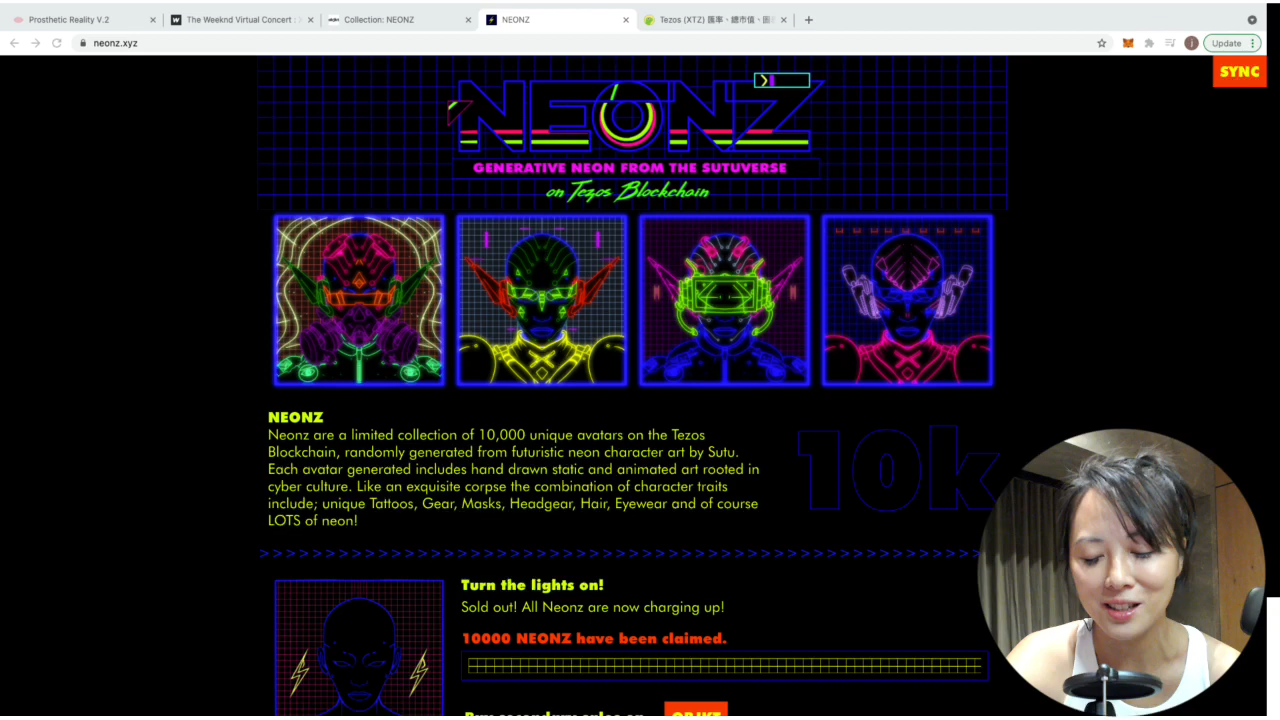 Prosthetic Reality V.2
The Weeknd Virtual Concert :
Collection: NEONZ
NEONZ
Tezos (XTZ) 匯率、總市值、圖
neonz.xyz
Update
SYNC
NEONZ
GENERATIVE NEON FROM THE SUTUVERSE
on Tezos Blockchain
NEONZ
Neonz are a limited collection of 10,000 unique avatars on the Tezos
Blockchain, randomly generated from futuristic neon character art by Sutu.
Each avatar generated includes hand drawn static and animated art rooted in
cyber culture. Like an exquisite corpse the combination of character traits
include; unique Tattoos, Gear, Masks, Headgear, Hair, Eyewear and of course
LOTS of neon!
10k
Turn the lights on!
Sold out! All Neonz are now charging up!
10000 NEONZ have been claimed.
Buy secondary sales on
OBJKT